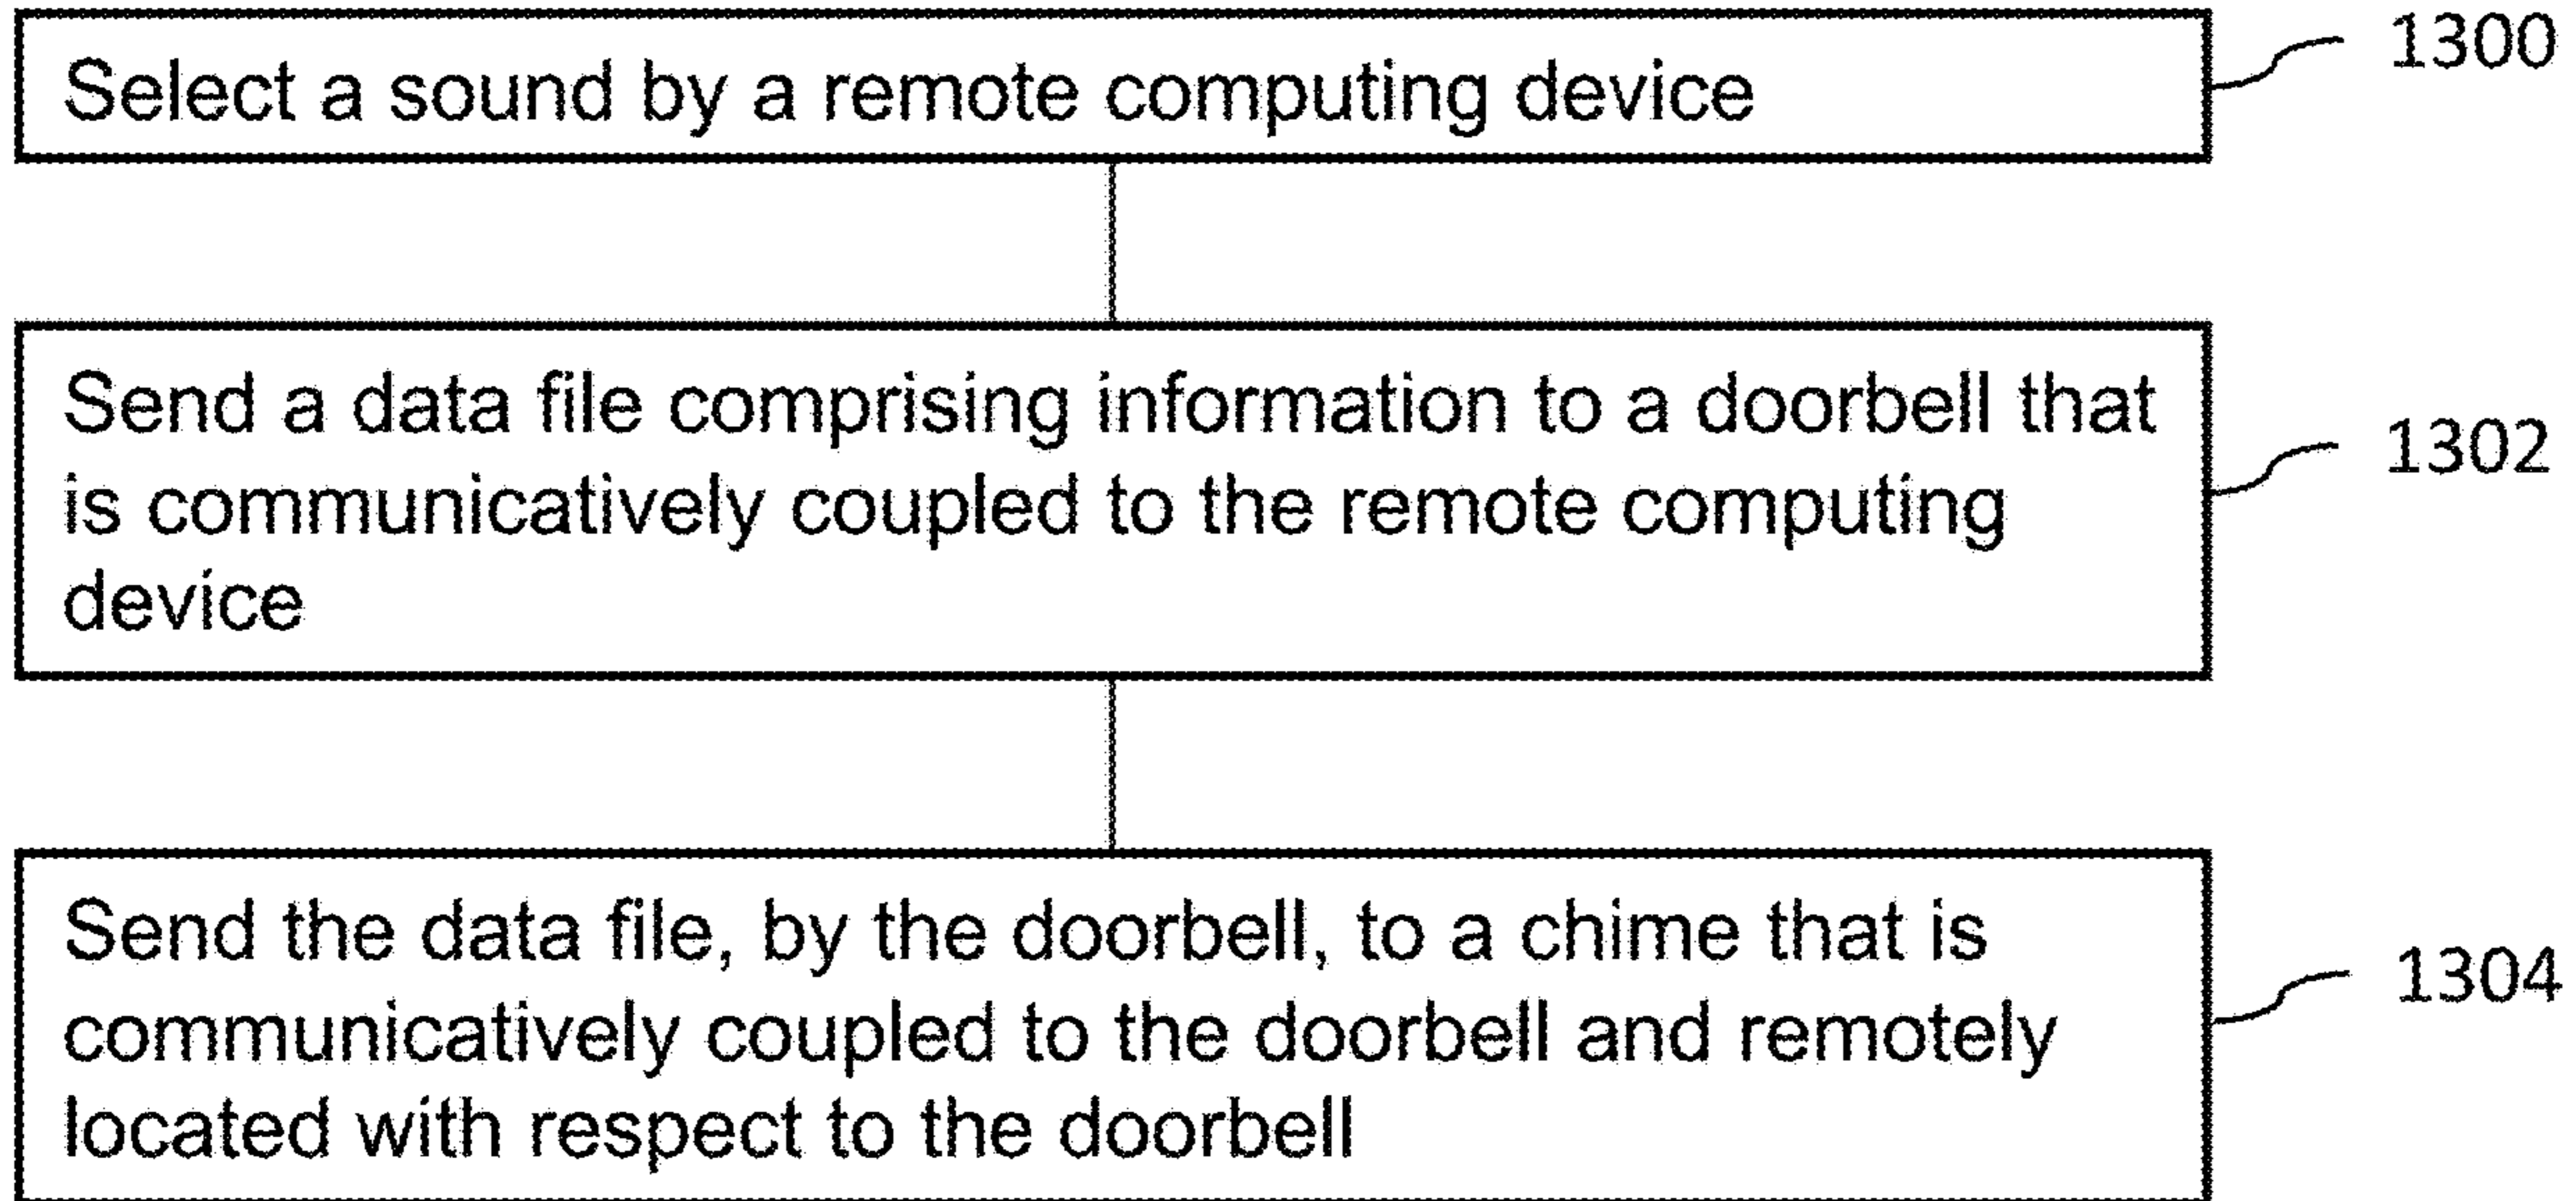 Select a sound by a remote computing device
1300
Send a data file comprising information to a doorbell that
is communicatively coupled to the remote computing
device
1302
Send the data file, by the doorbell, to a chime that is
communicatively coupled to the doorbell and remotely
located with respect to the doorbell
1304